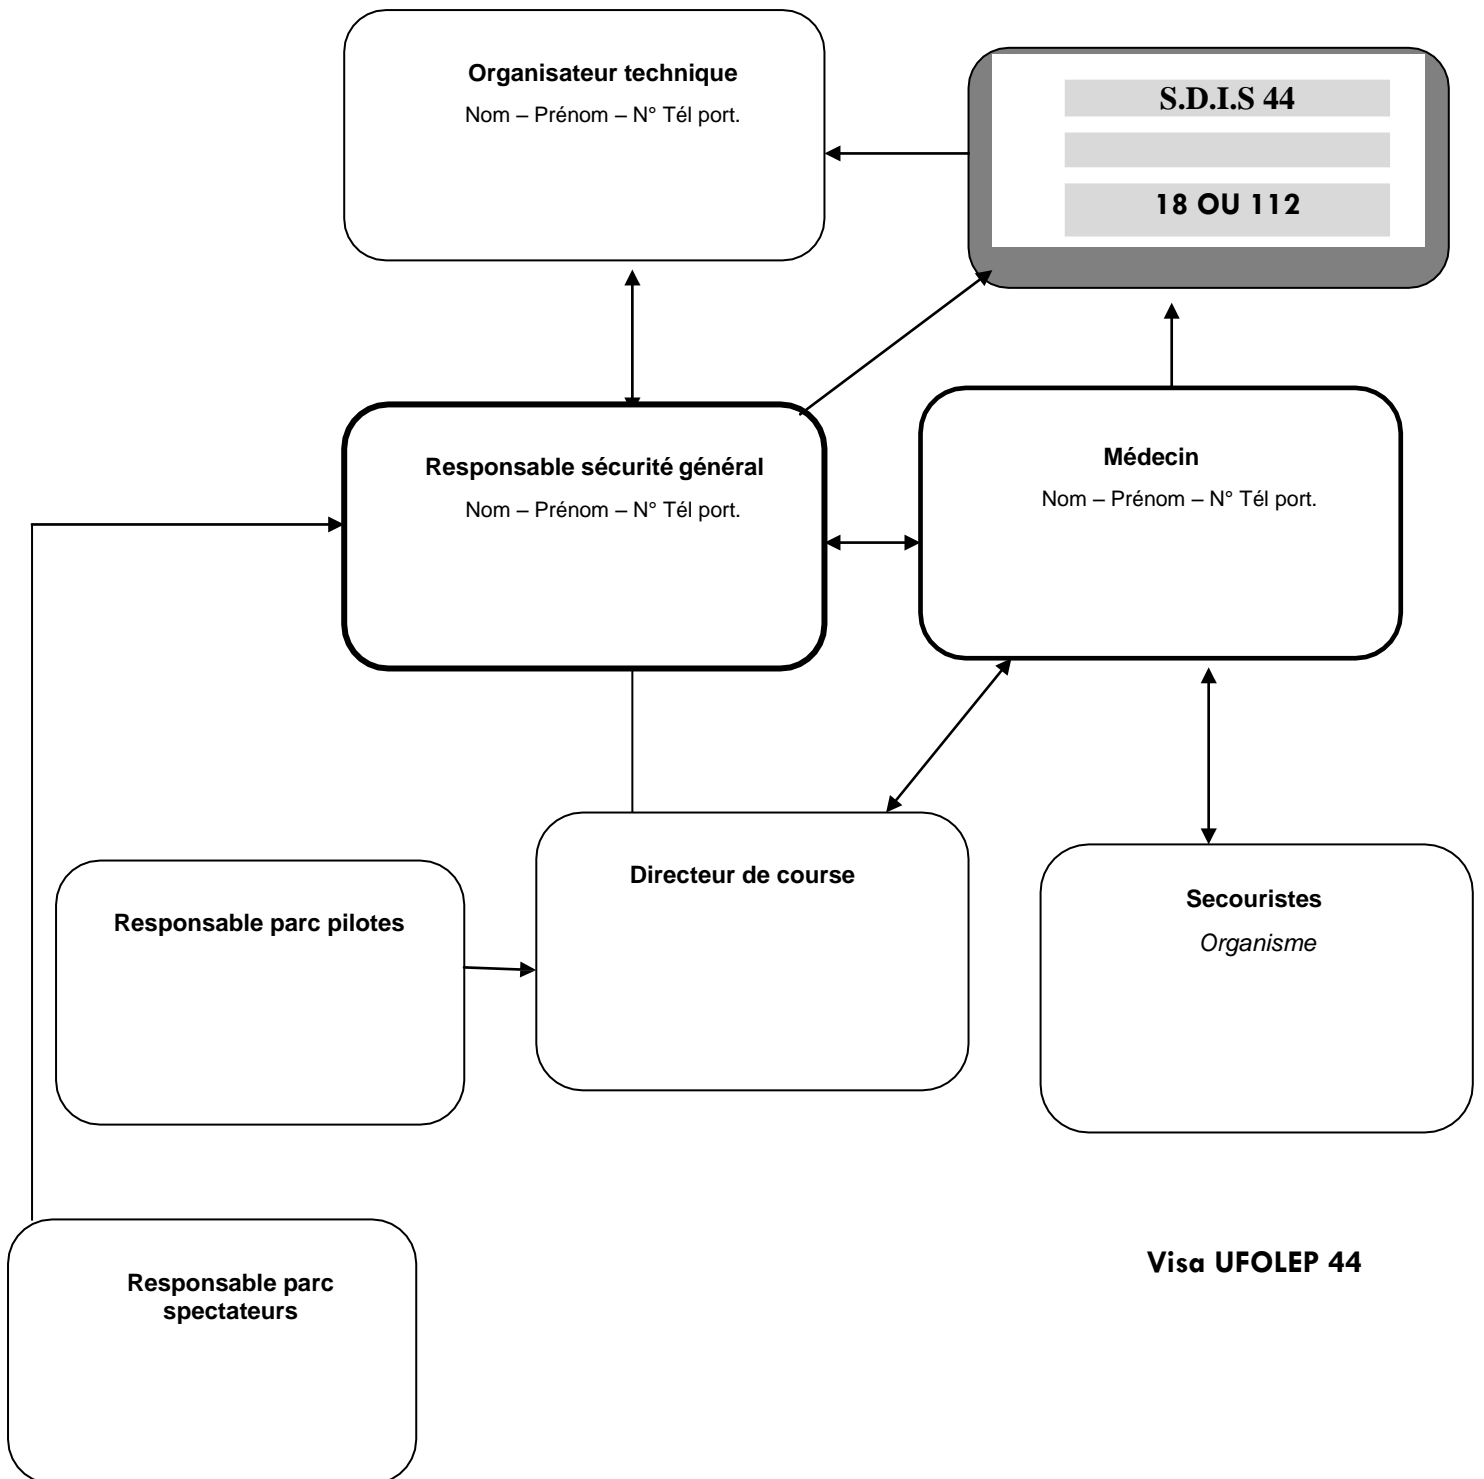 Organisateur technique
Nom – Prénom – N° Tél port.
S.D.I.S 44
18 OU 112
Responsable sécurité général
Nom – Prénom – N° Tél port.
Médecin
Nom – Prénom – N° Tél port.
Directeur de course
Responsable parc pilotes
Secouristes
Organisme
Responsable parc
spectateurs
Visa UFOLEP 44